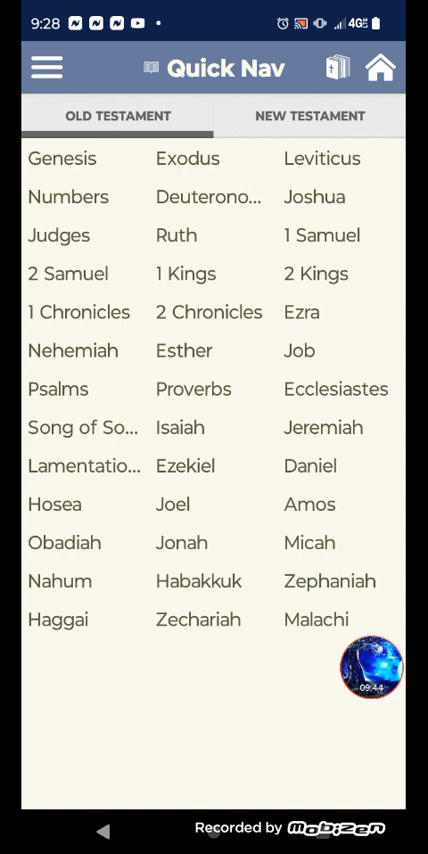 9:28 4G
Quick Nav
OLD TESTAMENT NEW TESTAMENT
Genesis Exodus Leviticus
Numbers Deuterono... Joshua
Judges Ruth 1 Samuel
2 Samuel 1 Kings 2 Kings
1 Chronicles 2 Chronicles Ezra
Nehemiah Esther Job
Psalms Proverbs Ecclesiastes
Song of So... Isaiah Jeremiah
Lamentatio... Ezekiel Daniel
Hosea Joel Amos
Obadiah Jonah Micah
Nahum Habakkuk Zephaniah
Haggai Zechariah Malachi
09:44
Recorded by Mobizen